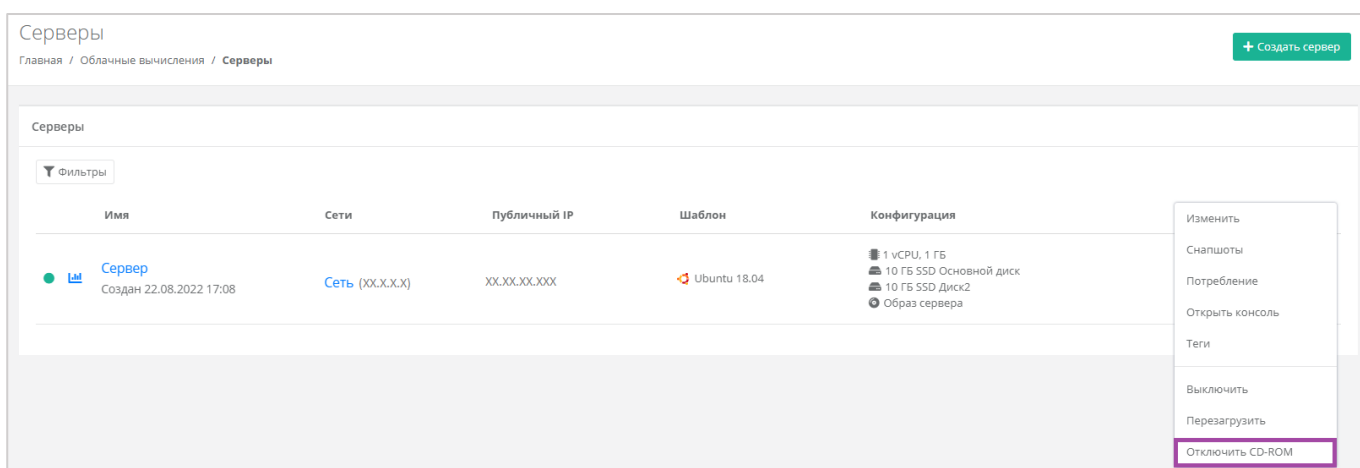 Серверы
+ Создать сервер
Главная / Облачные вычисления / Серверы
Серверы
Фильтры
Имя Сети Публичный IP Шаблон Конфигурация
Сервер
Создан 22.08.2022 17:08
Сеть (XX.X.X.X)
XX.XX.XX.XXX
Ubuntu 18.04
1 vCPU, 1 ГБ
10 ГБ SSD Основной диск
10 ГБ SSD Диск2
Образ сервера
Изменить
Снапшоты
Потребление
Открыть консоль
Теги
Выключить
Перезагрузить
Отключить CD-ROM